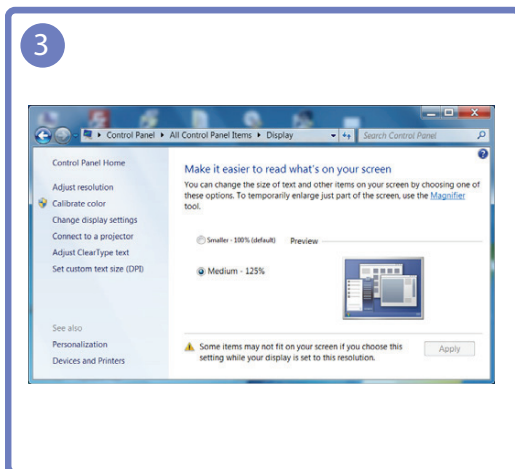 3
Control Panel ▸ All Control Panel Items ▸ Display
Search Control Panel
Control Panel Home
Adjust resolution
Calibrate color
Change display settings
Connect to a projector
Adjust ClearType text
Set custom text size (DPI)
See also
Personalization
Devices and Printers
Make it easier to read what's on your screen
You can change the size of text and other items on your screen by choosing one of
these options. To temporarily enlarge just part of the screen, use the Magnifier
tool.
Smaller - 100% (default)
Preview
Medium - 125%
Some items may not fit on your screen if you choose this
setting while your display is set to this resolution.
Apply